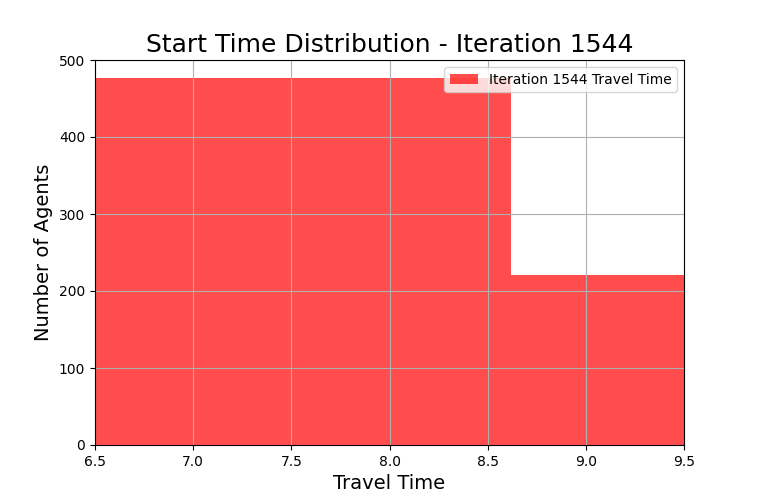 Start Time Distribution - Iteration 1544
Iteration 1544 Travel Time
Number of Agents
500
400
300
200
100
0
6.5 7.0 7.5 8.0 8.5 9.0 9.5
Travel Time